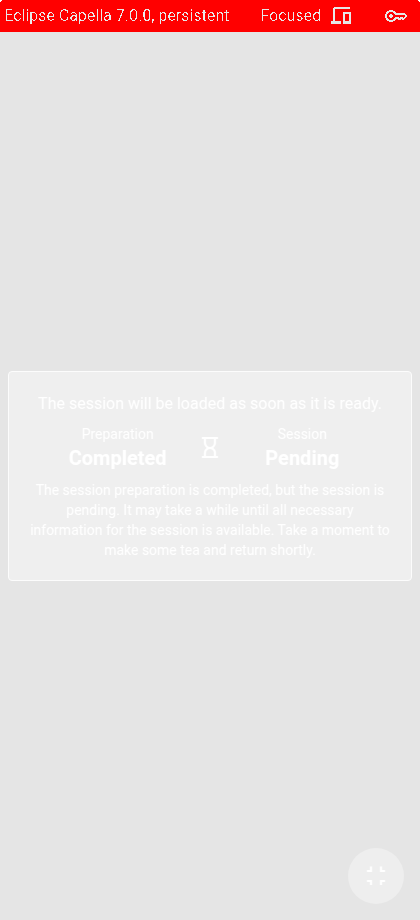 Eclipse Capella 7.0.0, persistent
Focused
The session will be loaded as soon as it is ready.
Preparation
Completed
Session
Pending
The session preparation is completed, but the session is
pending. It may take a while until all necessary
information for the session is available. Take a moment to
make some tea and return shortly.